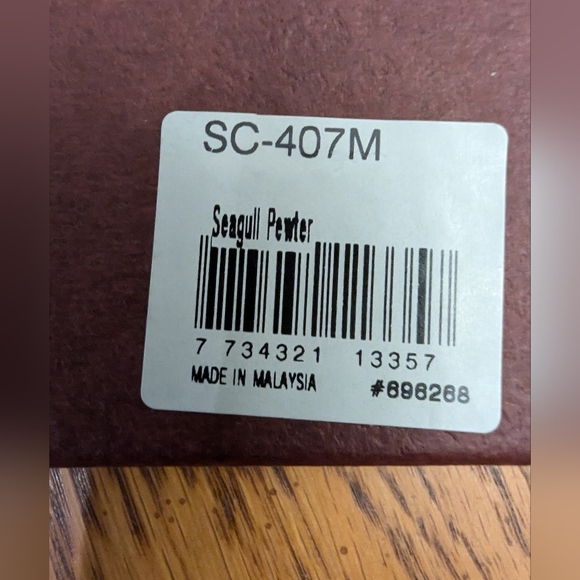 SC-407M
Seagull Pewter
7 734321 13357
MADE IN MALAYSIA #696268